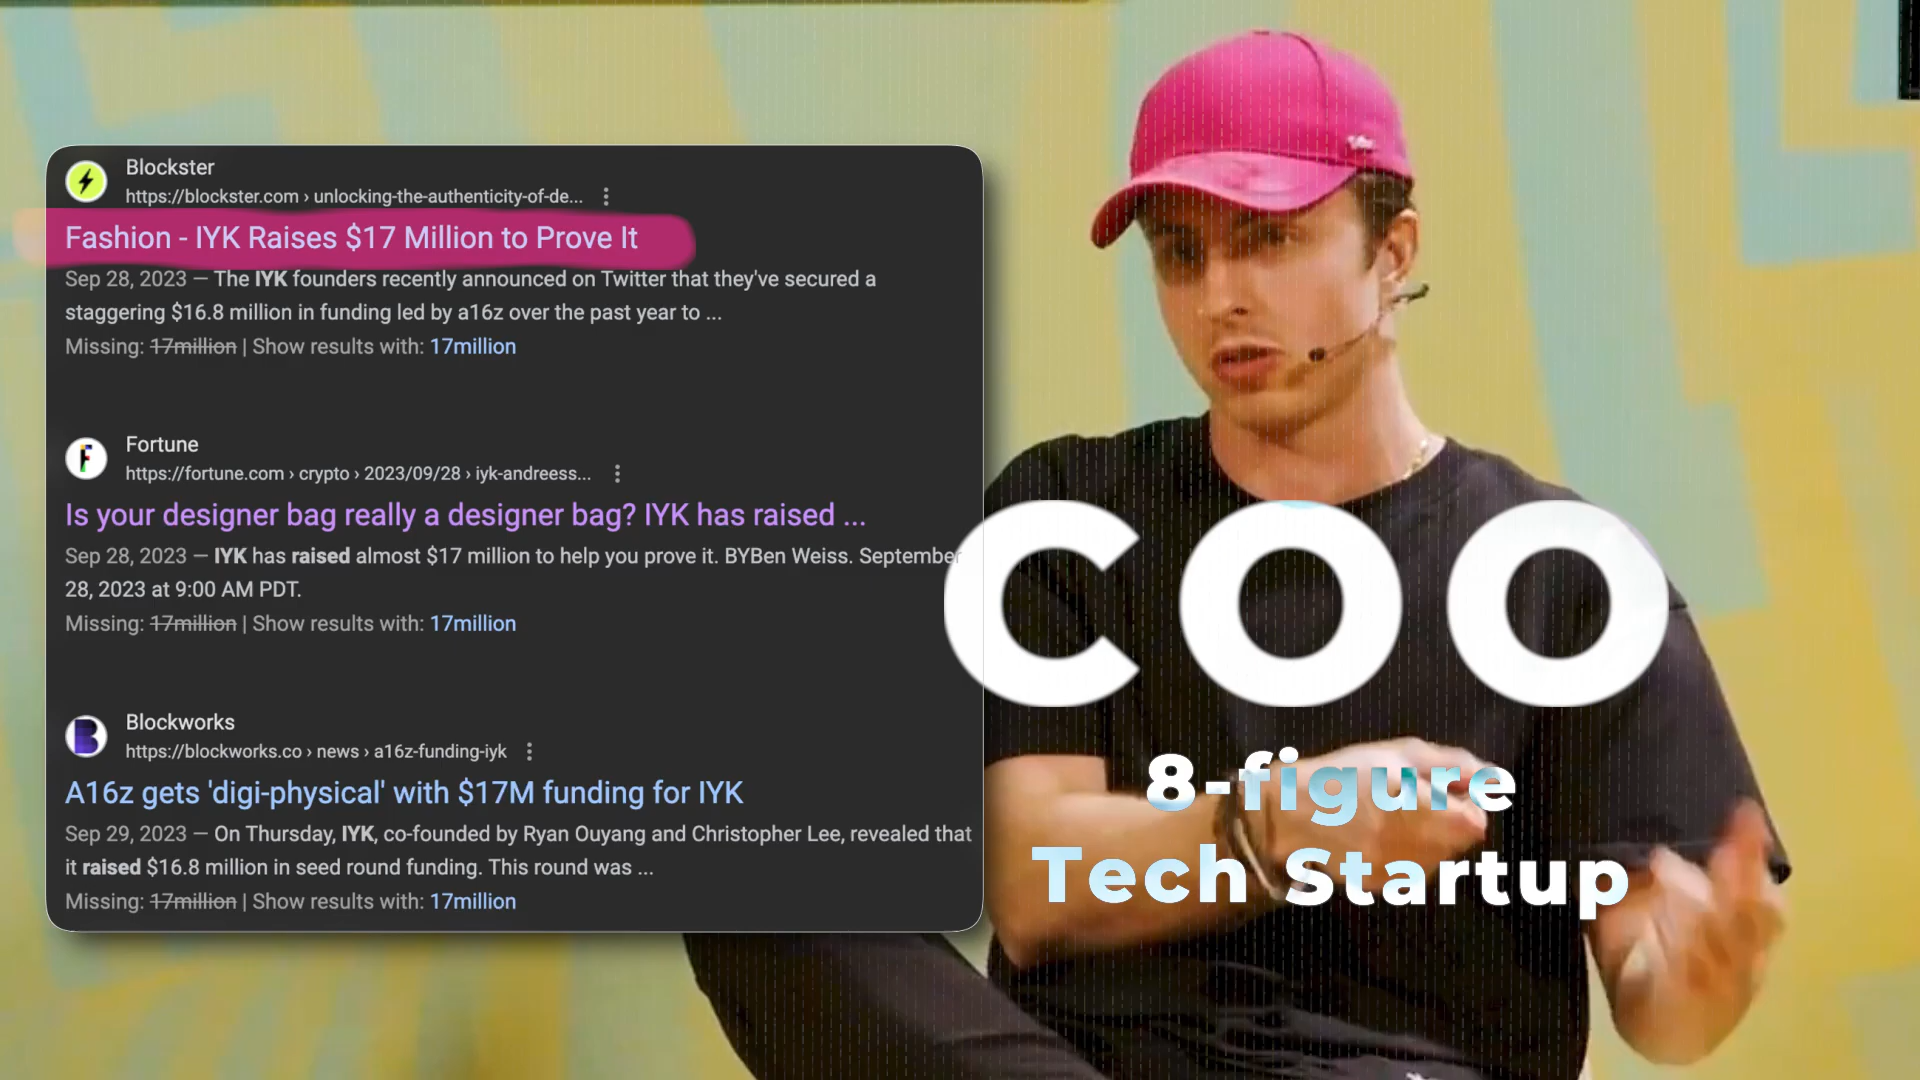 Blockster
https://blockster.com › unlocking-the-authenticity-of-de...
Fashion - IYK Raises $17 Million to Prove It
Sep 28, 2023 — The IYK founders recently announced on Twitter that they've secured a
staggering $16.8 million in funding led by a16z over the past year to ...
Missing: 17million | Show results with: 17million
Fortune
https://fortune.com › crypto › 2023/09/28 › iyk-andreess...
Is your designer bag really a designer bag? IYK has raised ...
Sep 28, 2023 — IYK has raised almost $17 million to help you prove it. BYBen Weiss. September
28, 2023 at 9:00 AM PDT.
Missing: 17million | Show results with: 17million
Blockworks
https://blockworks.co › news › a16z-funding-iyk
A16z gets 'digi-physical' with $17M funding for IYK
Sep 29, 2023 — On Thursday, IYK, co-founded by Ryan Ouyang and Christopher Lee, revealed that
it raised $16.8 million in seed round funding. This round was ...
Missing: 17million | Show results with: 17million
COO
8-figure
Tech Startup